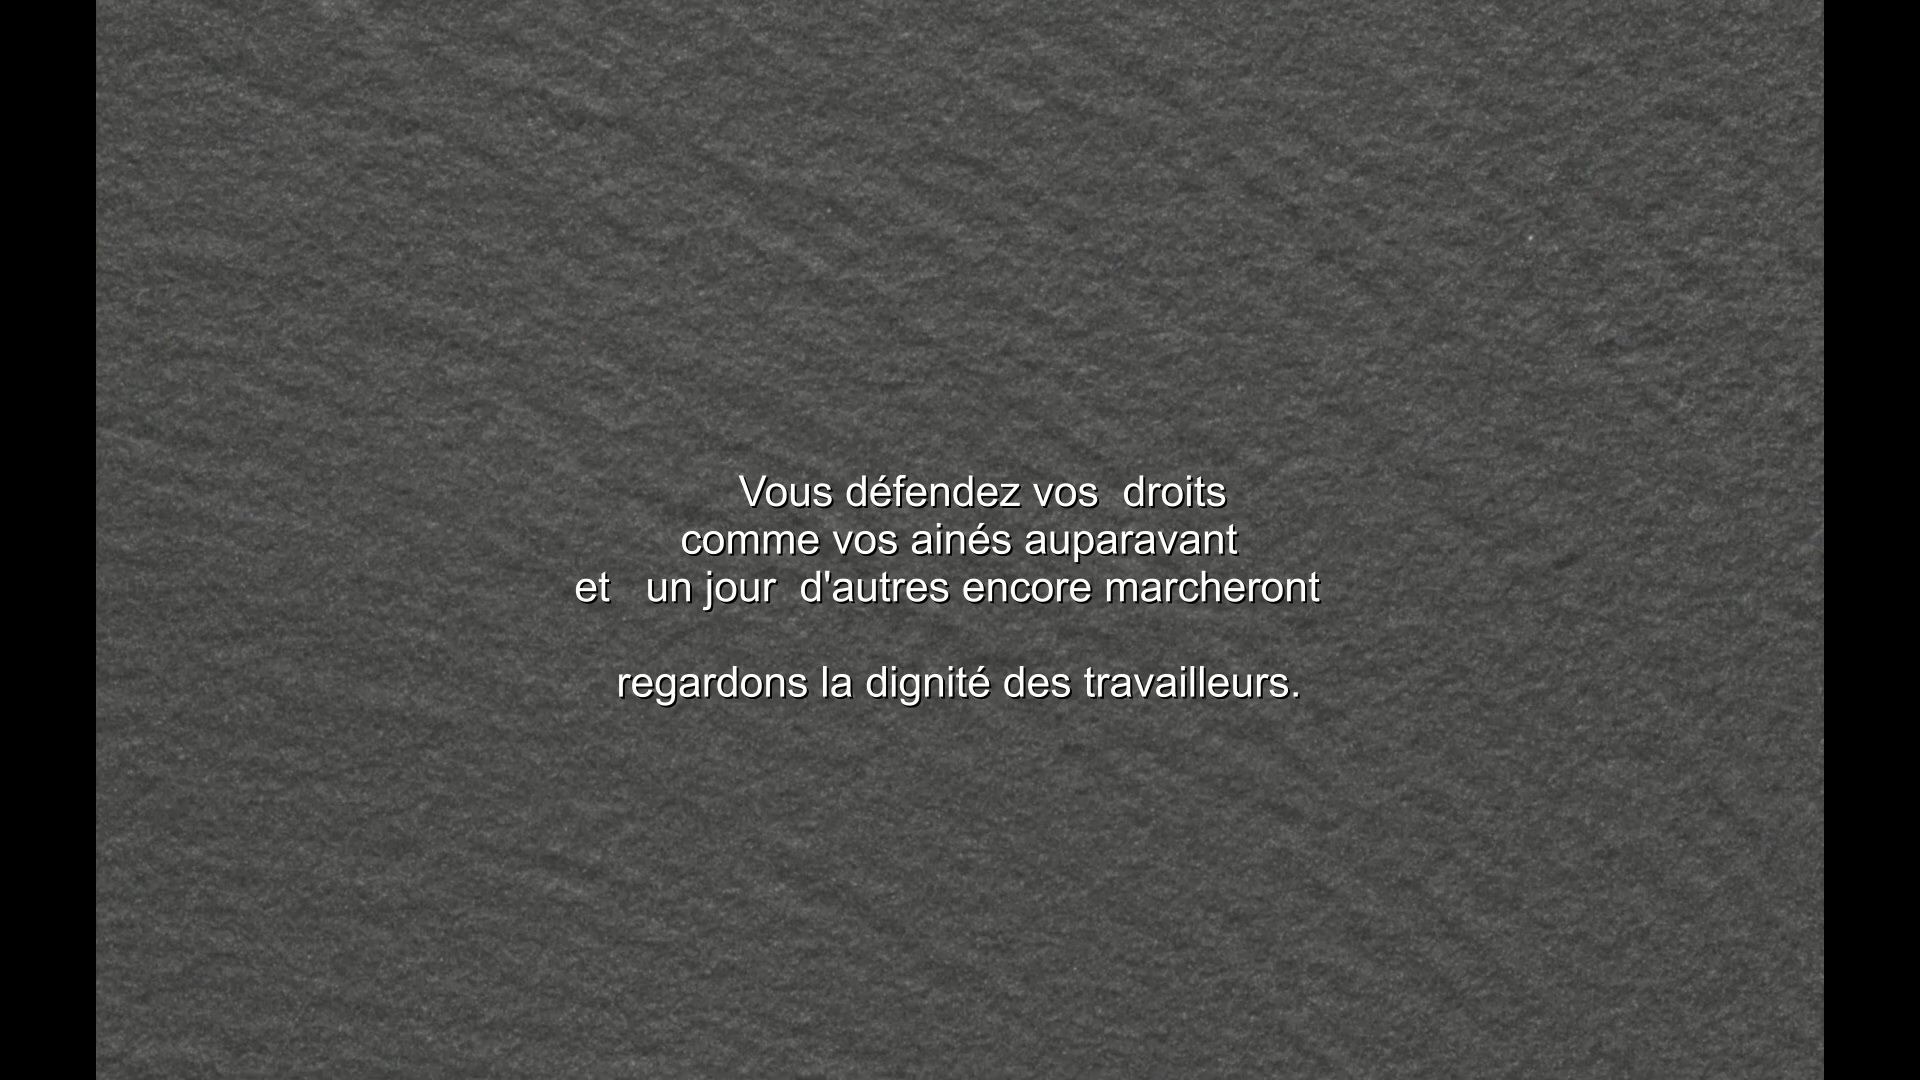 Vous défendez vos  droits
comme vos ainés auparavant
et   un jour  d'autres encore marcheront
regardons la dignité des travailleurs.